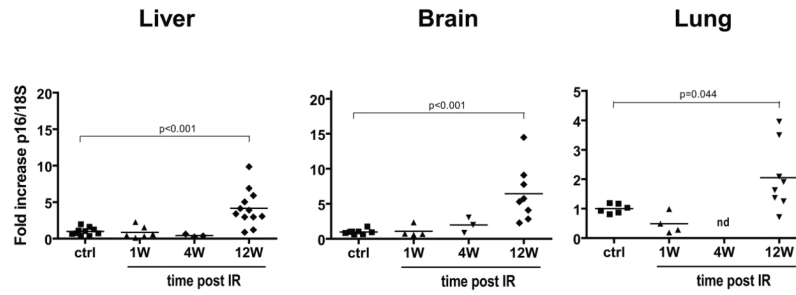 Liver
Brain
Lung
Fold increase p16/18S
20
15
10
5
0
p<0.001
ctrl
1W
4W
12W
time post IR
20
15
10
5
0
p<0.001
ctrl
1W
4W
12W
time post IR
5
4
3
2
1
0
p=0.044
nd
ctrl
1W
4W
12W
time post IR